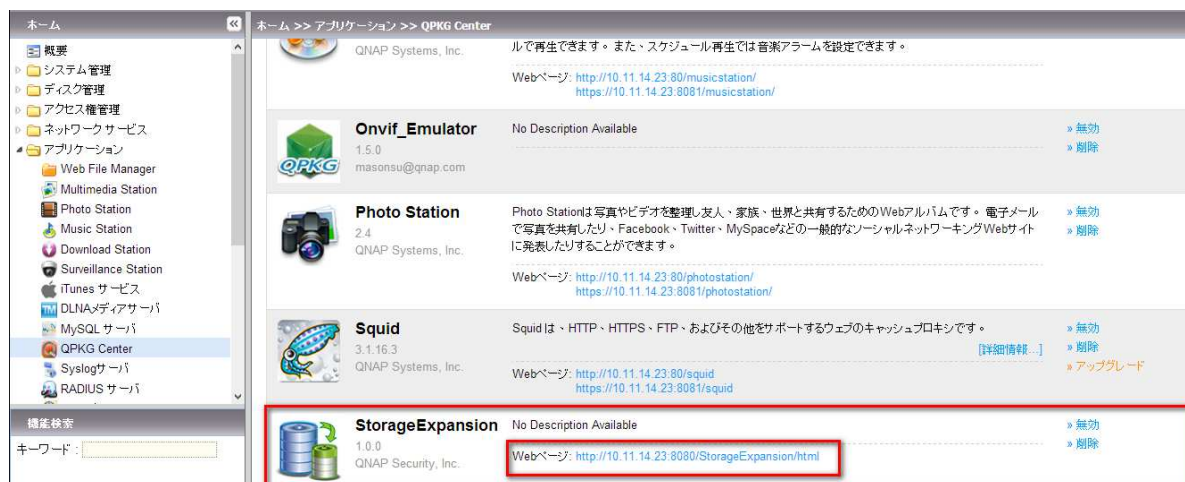 ホーム
ホーム >> アプリケーション >> QPKG Center
概要
システム管理
ディスク管理
アクセス権管理
ネットワークサービス
アプリケーション
Web File Manager
Multimedia Station
Photo Station
Music Station
Download Station
Surveillance Station
iTunes サービス
DLNAメディアサーバ
MySQL サーバ
QPKG Center
Syslogサーバ
RADIUS サーバ
機能検索
キーワード :
QNAP Systems, Inc.
ルで再生できます。また、スケジュール再生では音楽アラームを設定できます。
Webページ: http://10.11.14.23:80/musicstation/
https://10.11.14.23:8081/musicstation/
QPKG
Onvif_Emulator
1.5.0
masonsu@qnap.com
No Description Available
» 無効
» 削除
Photo Station
2.4
QNAP Systems, Inc.
Photo Stationは写真やビデオを整理し友人、家族、世界と共有するためのWebアルバムです。電子メール
で写真を共有したり、Facebook、Twitter、MySpaceなどの一般的なソーシャルネットワーキングWebサイト
に発表したりすることができます。
Webページ: http://10.11.14.23:80/photostation/
https://10.11.14.23:8081/photostation/
» 無効
» 削除
Squid
3.1.16.3
QNAP Systems, Inc.
Squid は、HTTP、HTTPS、FTP、およびその他をサポートするウェブのキャッシュプロキシです。
[詳細情報...]
Webページ: http://10.11.14.23:80/squid
https://10.11.14.23:8081/squid
» 無効
» 削除
» アップグレード
StorageExpansion
1.0.0
QNAP Security, Inc.
No Description Available
Webページ: http://10.11.14.23:8080/StorageExpansion/html
» 無効
» 削除